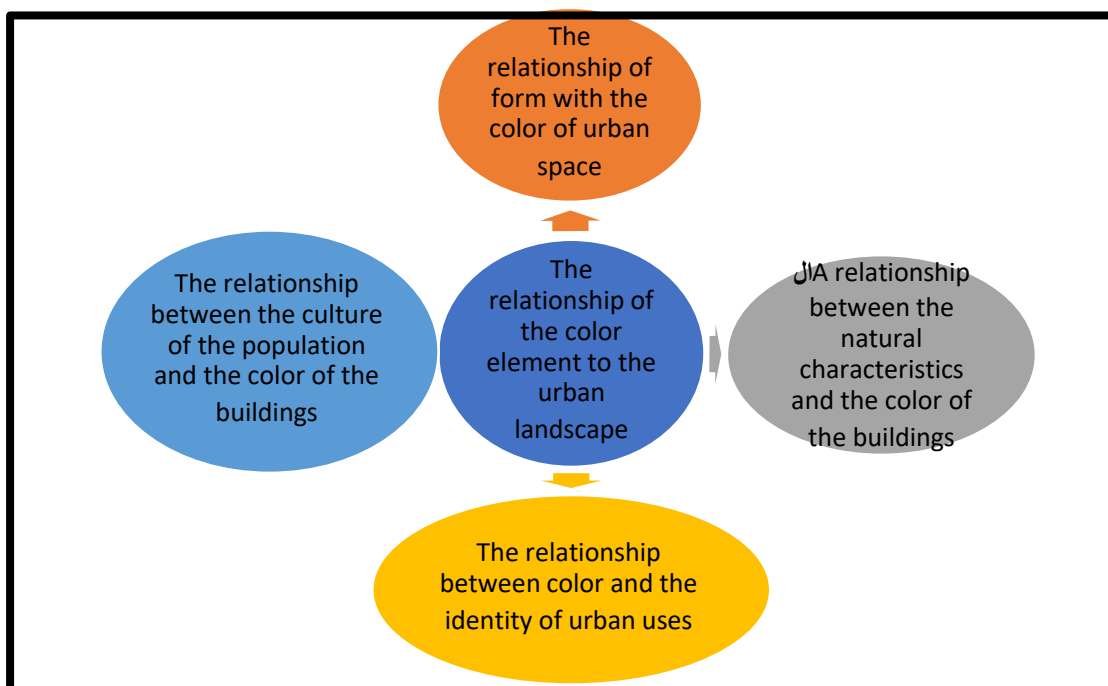 The
relationship of
form with the
color of urban
space
The relationship
between the culture
of the population
and the color of the
buildings
The
relationship of
the color
element to the
urban
landscape
الA relationship
between the
natural
characteristics
and the color of
the buildings
The relationship
between color and the
identity of urban uses